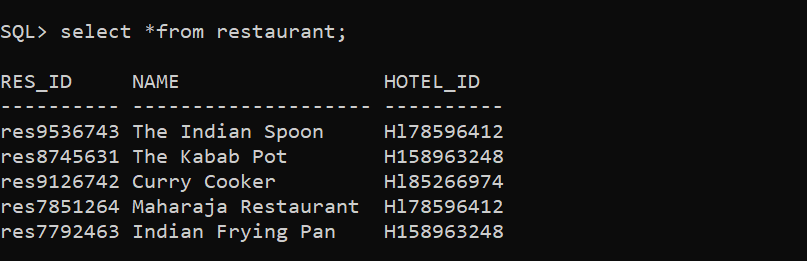 SQL> select *from restaurant;
RES_ID     NAME                 HOTEL_ID
---------- -------------------- ----------
res9536743 The Indian Spoon     Hl78596412
res8745631 The Kabab Pot        H158963248
res9126742 Curry Cooker         Hl85266974
res7851264 Maharaja Restaurant  Hl78596412
res7792463 Indian Frying Pan    H158963248